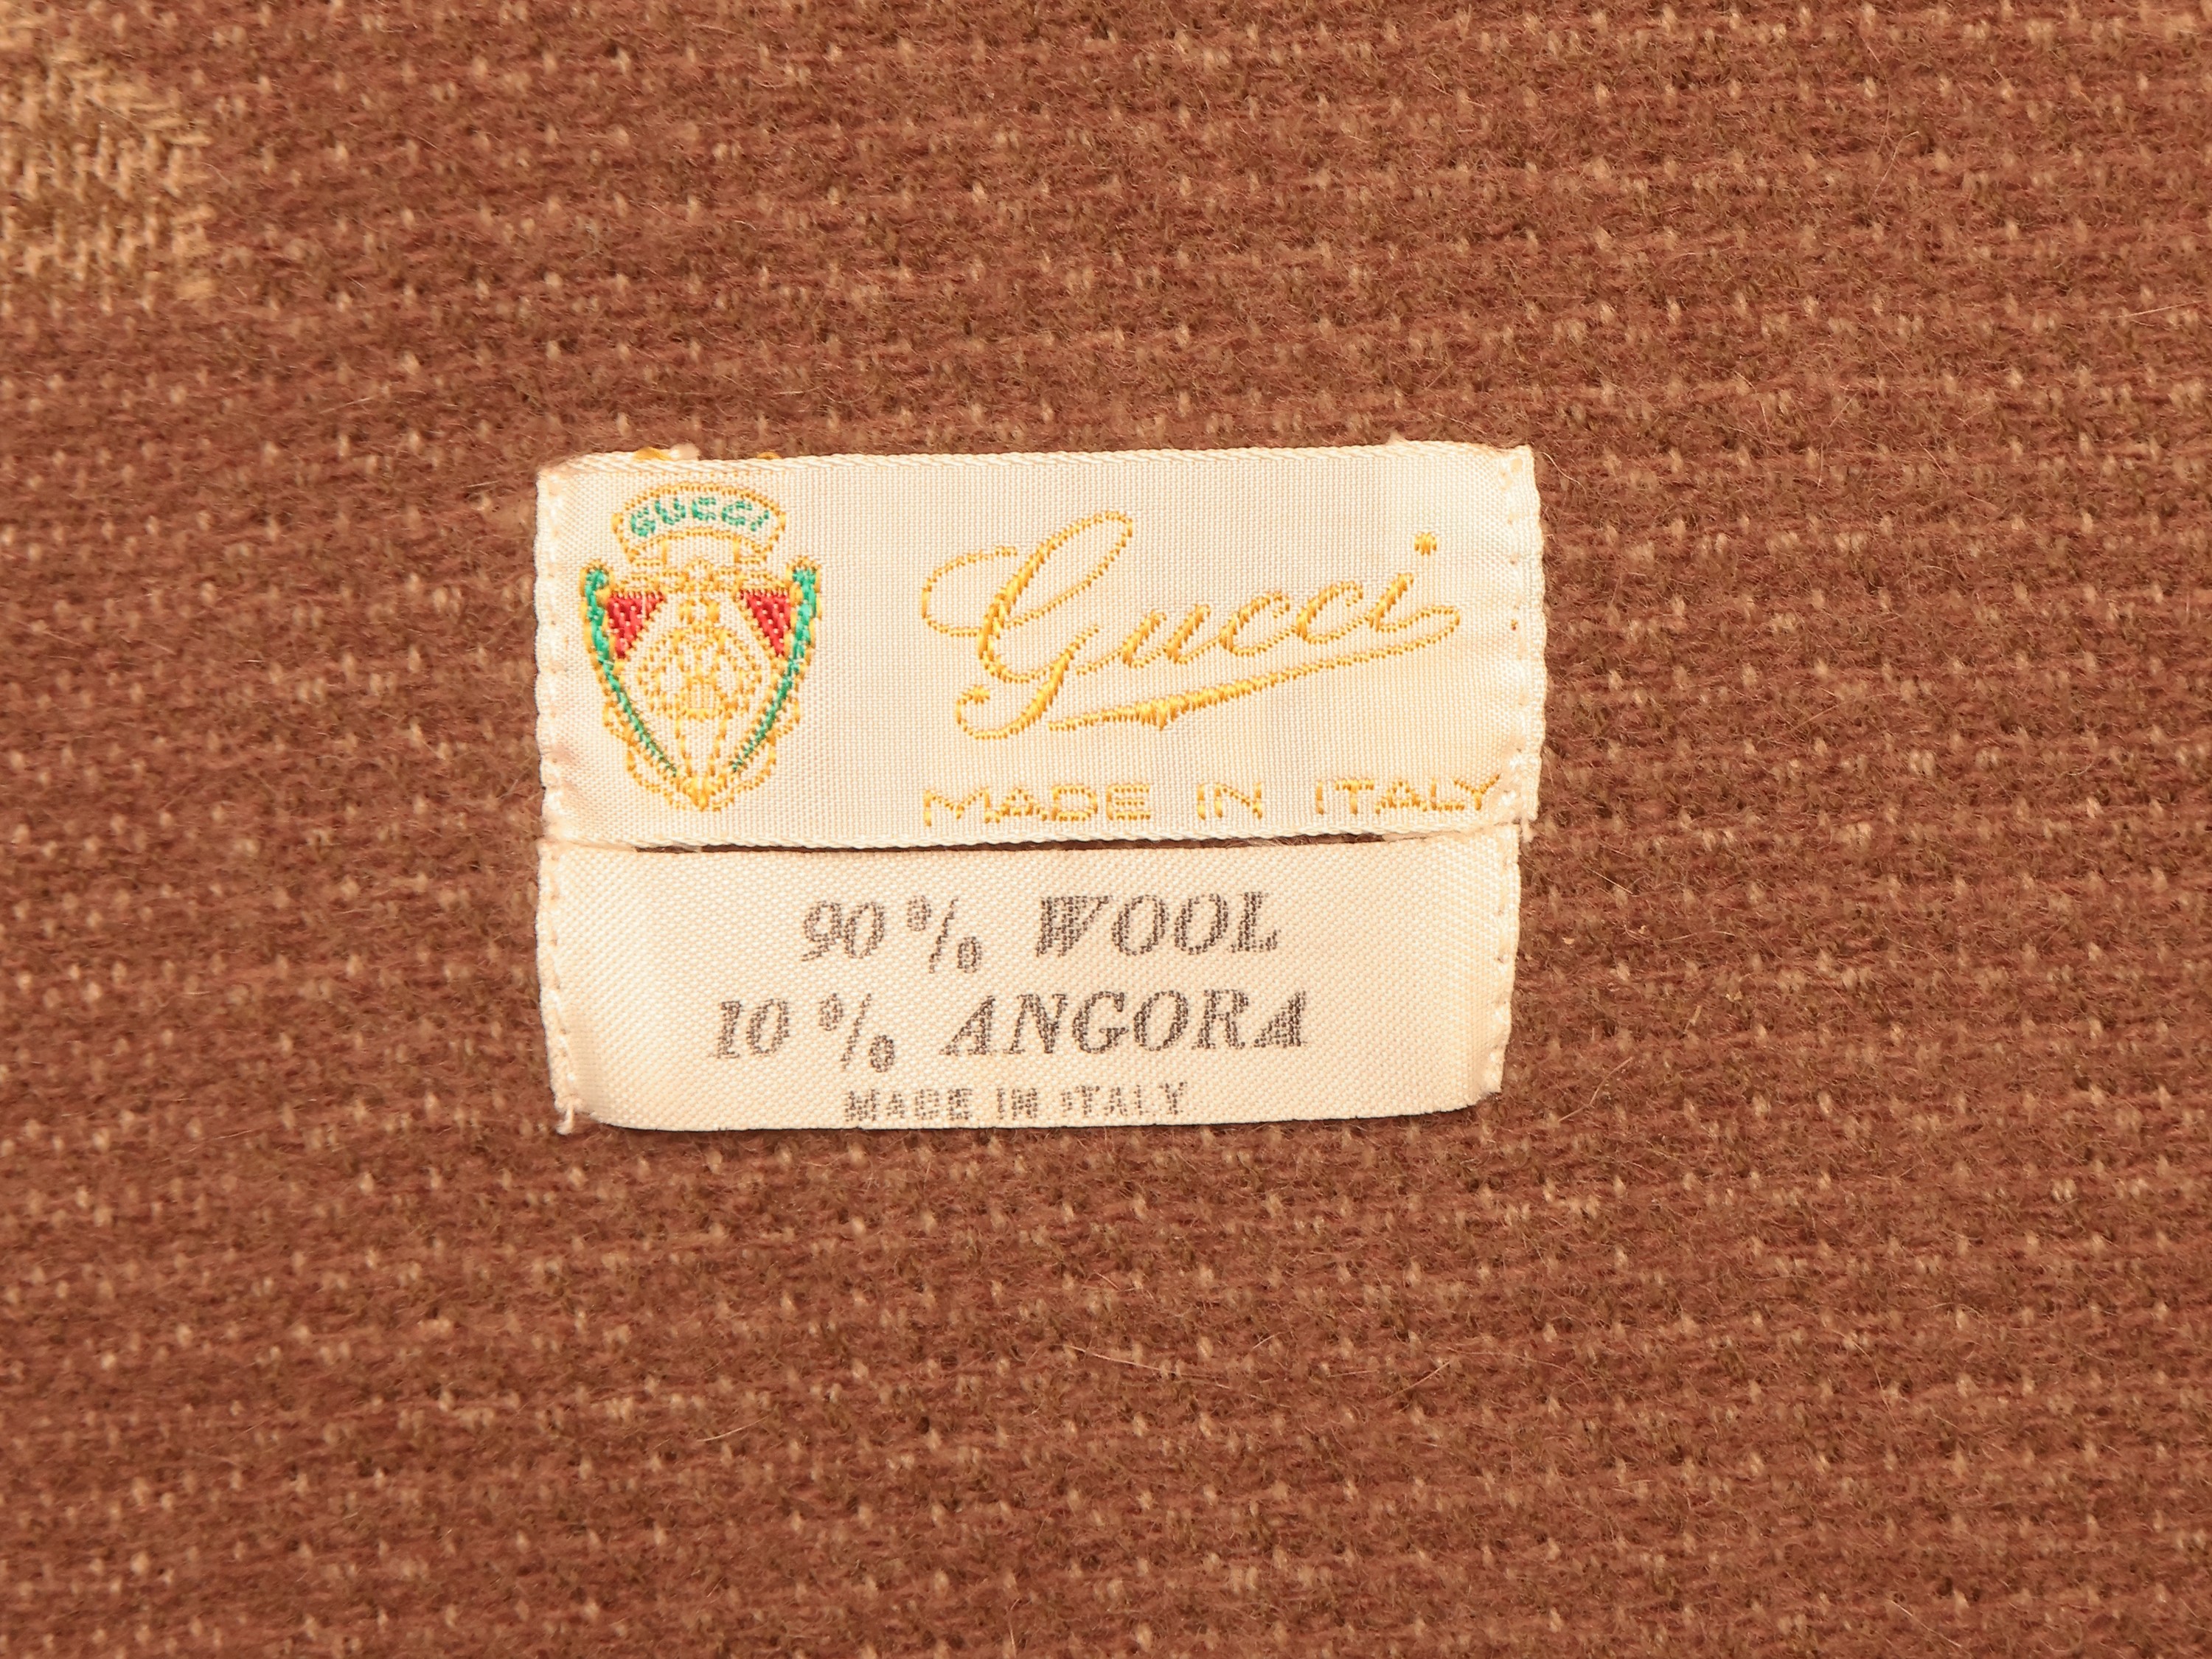 GUCCI
Gucci
MADE IN ITALY
90% WOOL
10% ANGORA
MADE IN ITALY